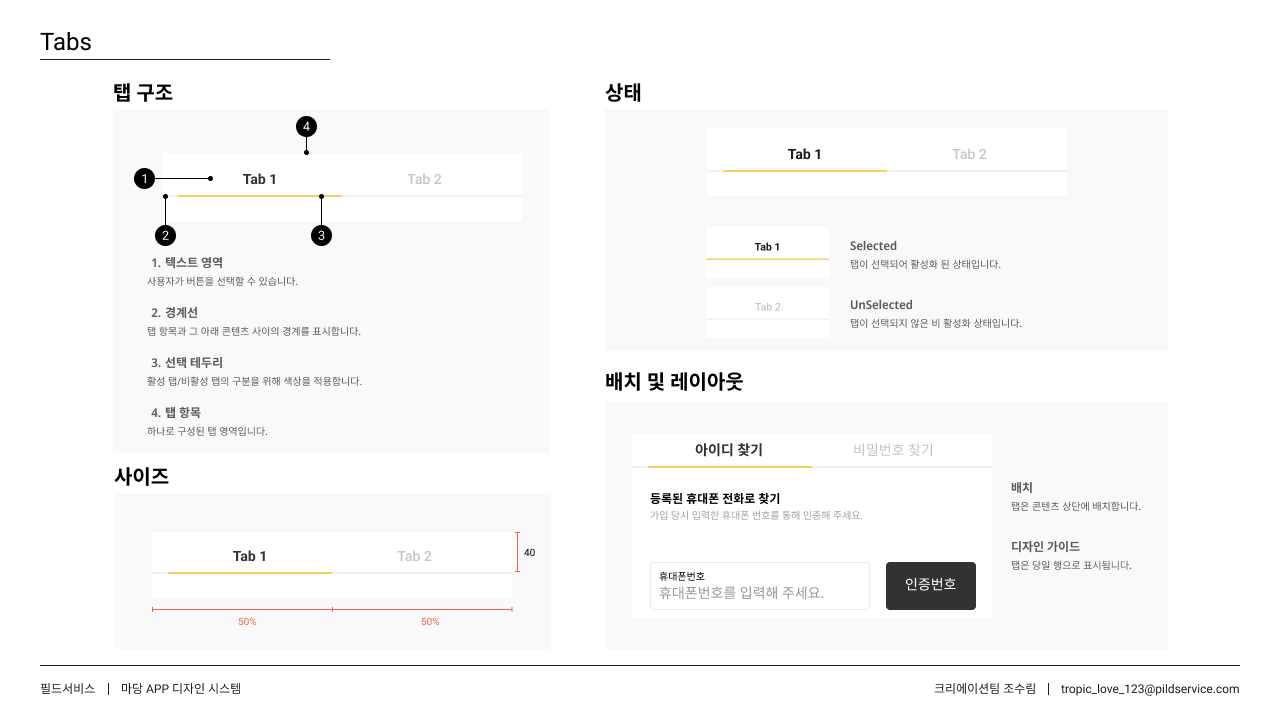 Tabs
탭 구조
4
1
Tab 1
Tab 2
2
3
1. 텍스트 영역
사용자가 버튼을 선택할 수 있습니다.
2. 경계선
탭 항목과 그 아래 콘텐츠 사이의 경계를 표시합니다.
3. 선택 테두리
활성 탭/비활성 탭의 구분을 위해 색상을 적용합니다.
4. 탭 항목
하나로 구성된 탭 영역입니다.
사이즈
Tab 1
Tab 2
40
50%
50%
상태
Tab 1
Tab 2
Tab 1
Selected
탭이 선택되어 활성화 된 상태입니다.
Tab 2
UnSelected
탭이 선택되지 않은 비 활성화 상태입니다.
배치 및 레이아웃
아이디 찾기
비밀번호 찾기
등록된 휴대폰 전화로 찾기
가입 당시 입력한 휴대폰 번호를 통해 인증해 주세요.
휴대폰번호
휴대폰번호를 입력해 주세요.
인증번호
배치
탭은 콘텐츠 상단에 배치합니다.
디자인 가이드
탭은 당일 행으로 표시됩니다.
필드서비스 | 마당 APP 디자인 시스템
크리에이션팀 조수림 | tropic_love_123@pildservice.com